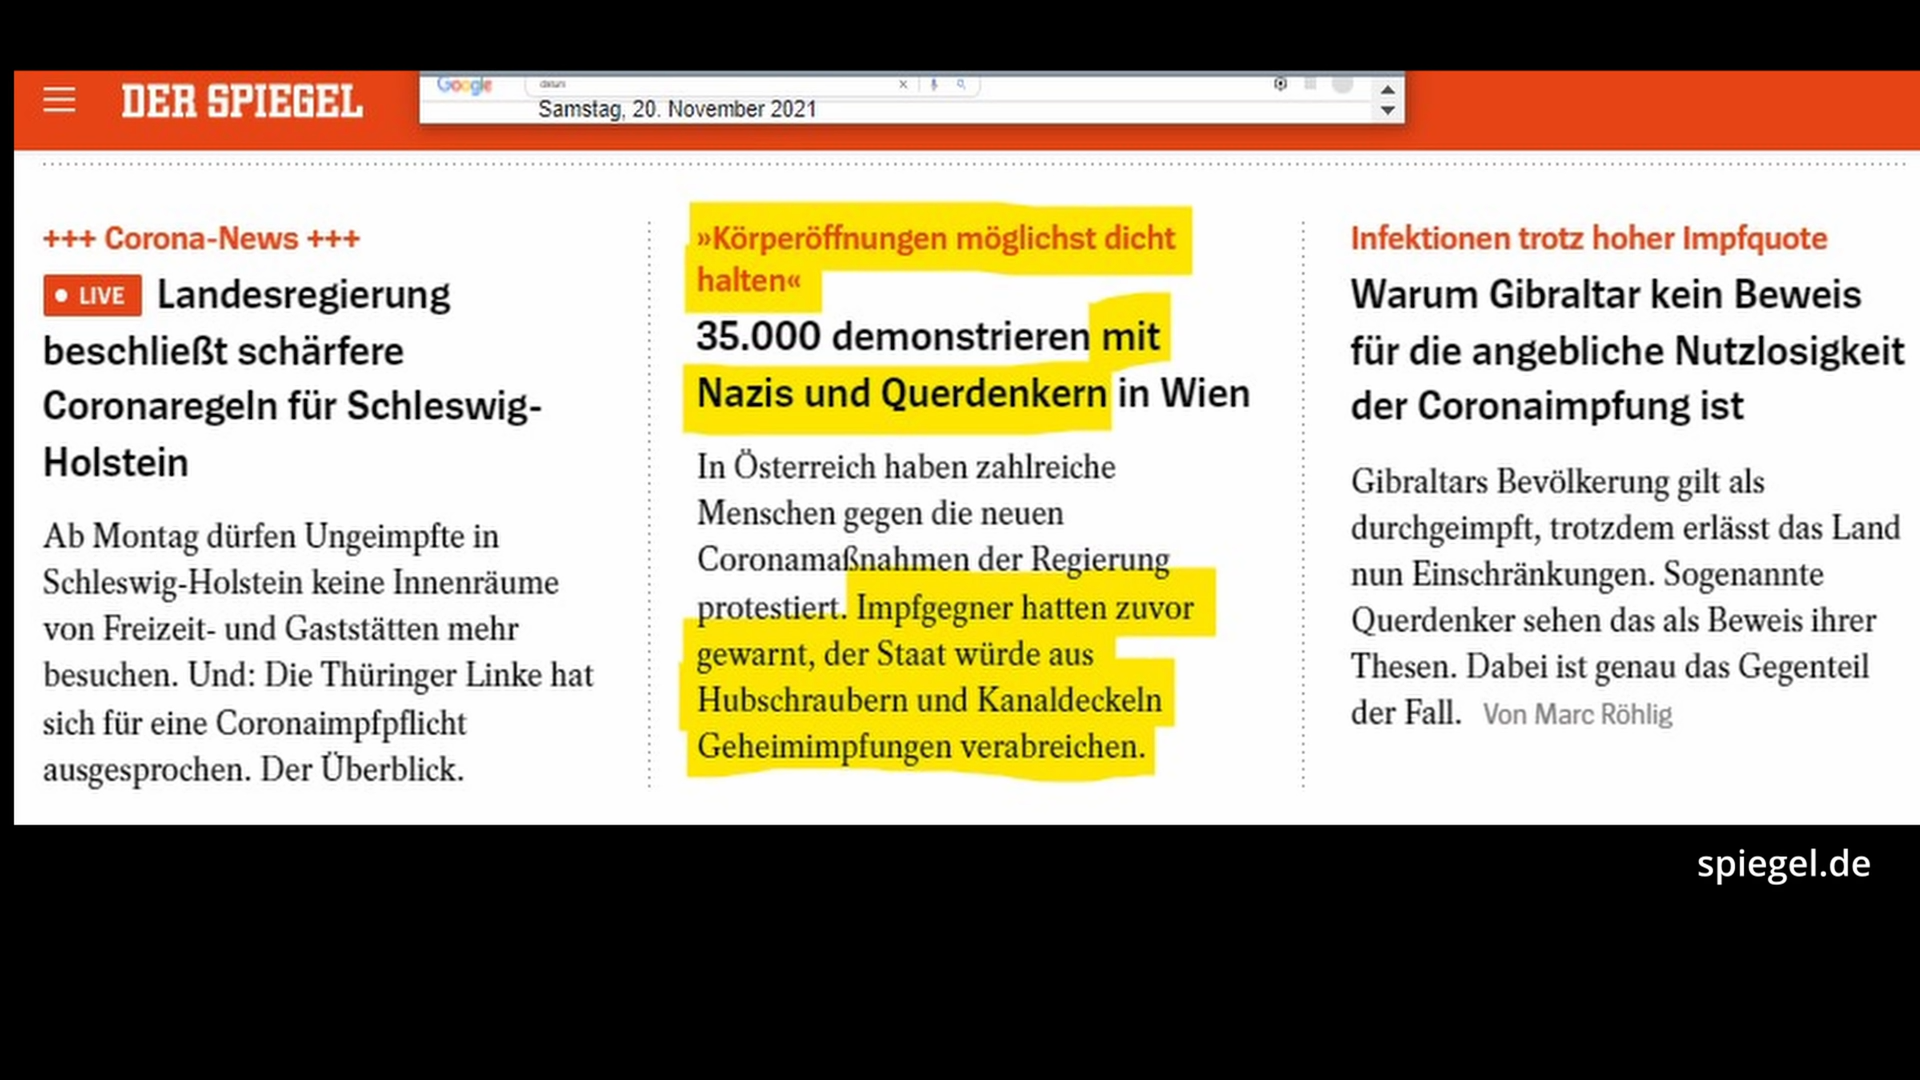 DER SPIEGEL
Google
datum
Samstag, 20. November 2021
+++ Corona-News +++
LIVE Landesregierung
beschließt schärfere
Coronaregeln für Schleswig-
Holstein
Ab Montag dürfen Ungeimpfte in
Schleswig-Holstein keine Innenräume
von Freizeit- und Gaststätten mehr
besuchen. Und: Die Thüringer Linke hat
sich für eine Coronaimpfpflicht
ausgesprochen. Der Überblick.
»Körperöffnungen möglichst dicht
halten«
35.000 demonstrieren mit
Nazis und Querdenkern in Wien
In Österreich haben zahlreiche
Menschen gegen die neuen
Coronamaßnahmen der Regierung
protestiert. Impfgegner hatten zuvor
gewarnt, der Staat würde aus
Hubschraubern und Kanaldeckeln
Geheimimpfungen verabreichen.
Infektionen trotz hoher Impfquote
Warum Gibraltar kein Beweis
für die angebliche Nutzlosigkeit
der Coronaimpfung ist
Gibraltars Bevölkerung gilt als
durchgeimpft, trotzdem erlässt das Land
nun Einschränkungen. Sogenannte
Querdenker sehen das als Beweis ihrer
Thesen. Dabei ist genau das Gegenteil
der Fall. Von Marc Röhlig
spiegel.de